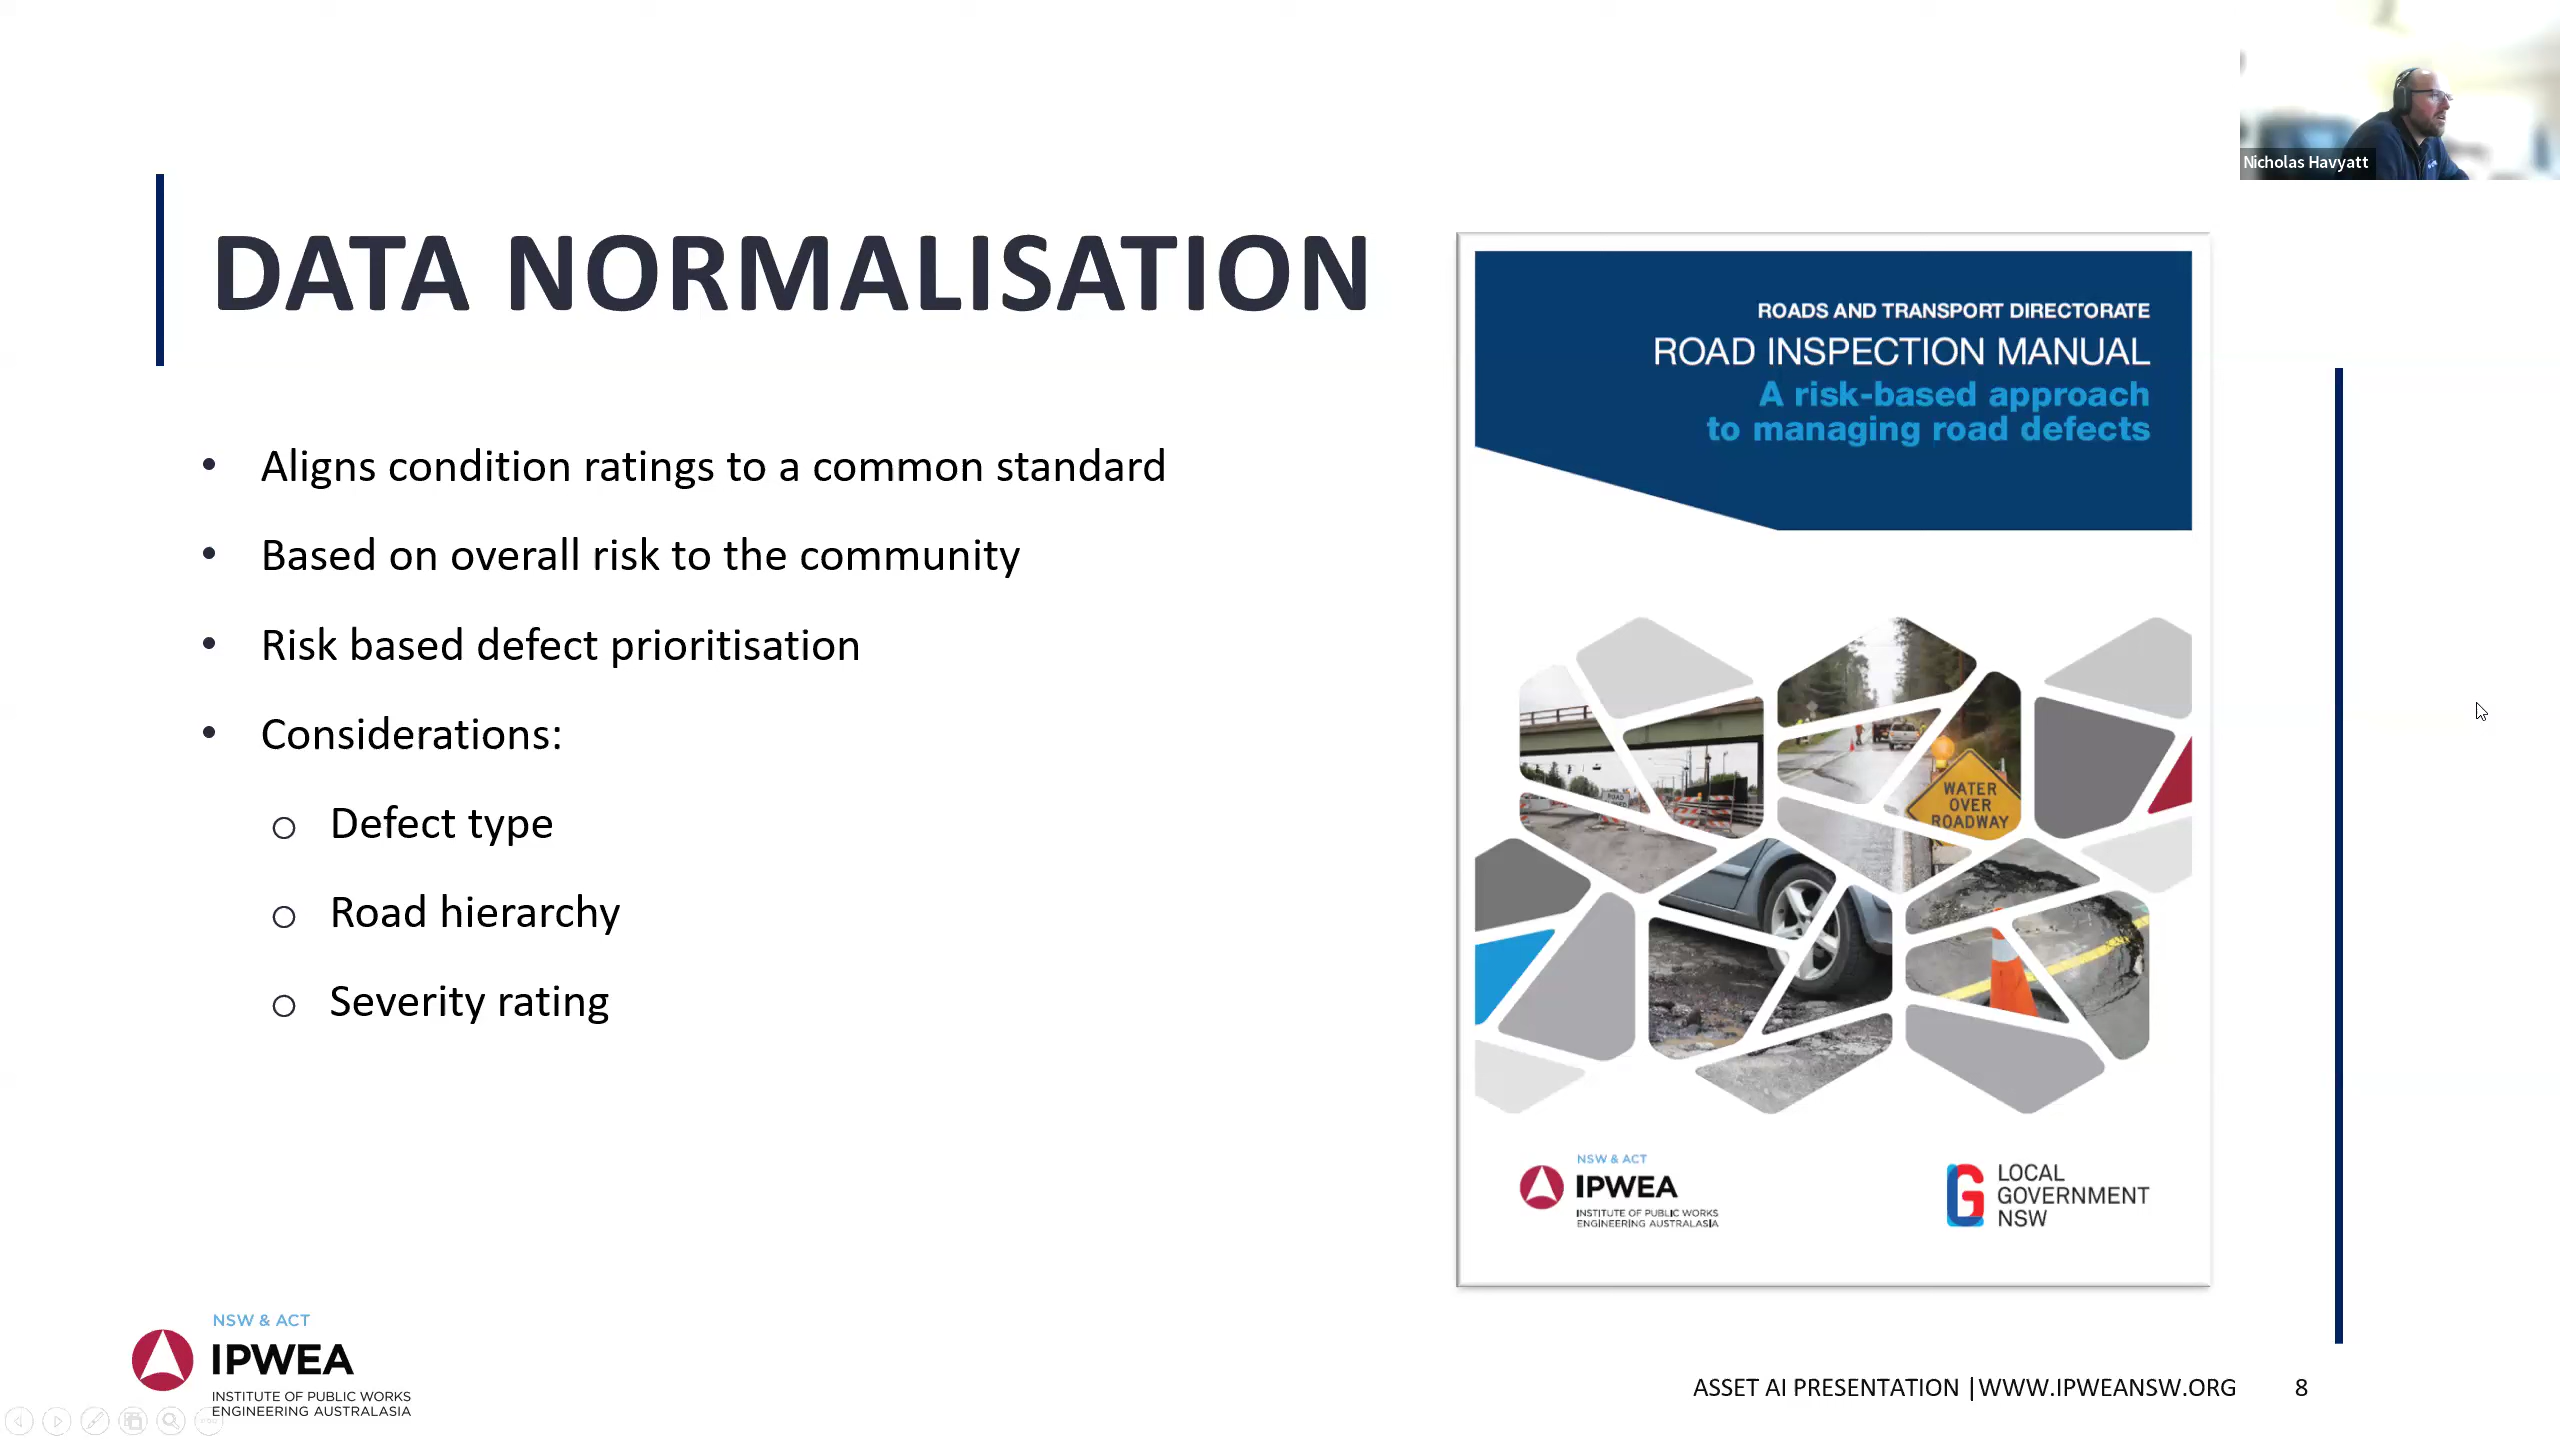 Nicholas Havyatt
DATA NORMALISATION
• Aligns condition ratings to a common standard
• Based on overall risk to the community
• Risk based defect prioritisation
• Considerations:
o Defect type
o Road hierarchy
o Severity rating
ROADS AND TRANSPORT DIRECTORATE
ROAD INSPECTION MANUAL
A risk-based approach
to managing road defects
WATER
OVER
ROADWAY
NSW & ACT
IPWEA
INSTITUTE OF PUBLIC WORKS
ENGINEERING AUSTRALASIA
LG
LOCAL
GOVERNMENT
NSW
NSW & ACT
IPWEA
INSTITUTE OF PUBLIC WORKS
ENGINEERING AUSTRALASIA
ASSET AI PRESENTATION |WWW.IPWEANSW.ORG
8